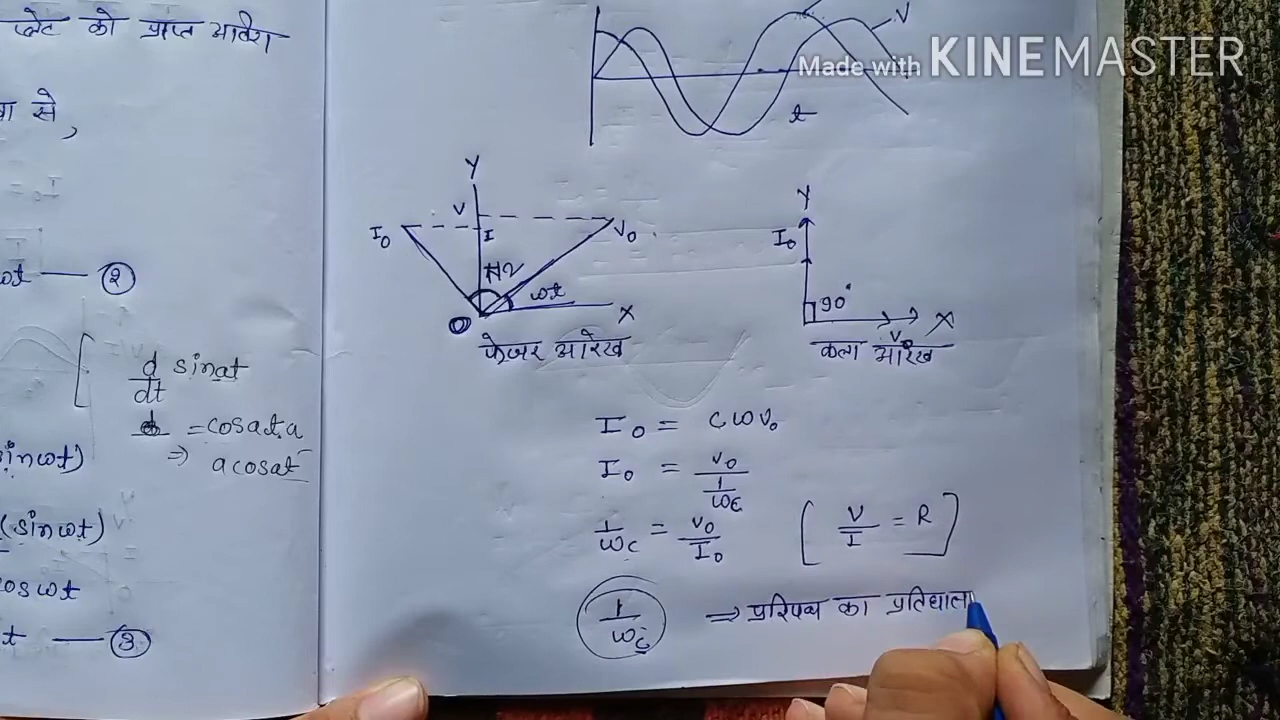 प्लेट को प्राप्त आवेश
से,
ωt — ②
d/dt sinat
= cosat.a
⇒ acosat
sinωt)
(sinωt)
cosωt
t — ③
V
t
Made with KINEMASTER
Y
V
I₀
I
V₀
π/2
ωt
O
X
फेजर आरेख
Y
I₀
90°
X
V₀
कला आरेख
I₀ = cωv₀
I₀ = v₀ / (1/ωc)
1/ωc = v₀/I₀ [ V/I = R ]
1/ωc ⇒ परिपथ का प्रतिघात